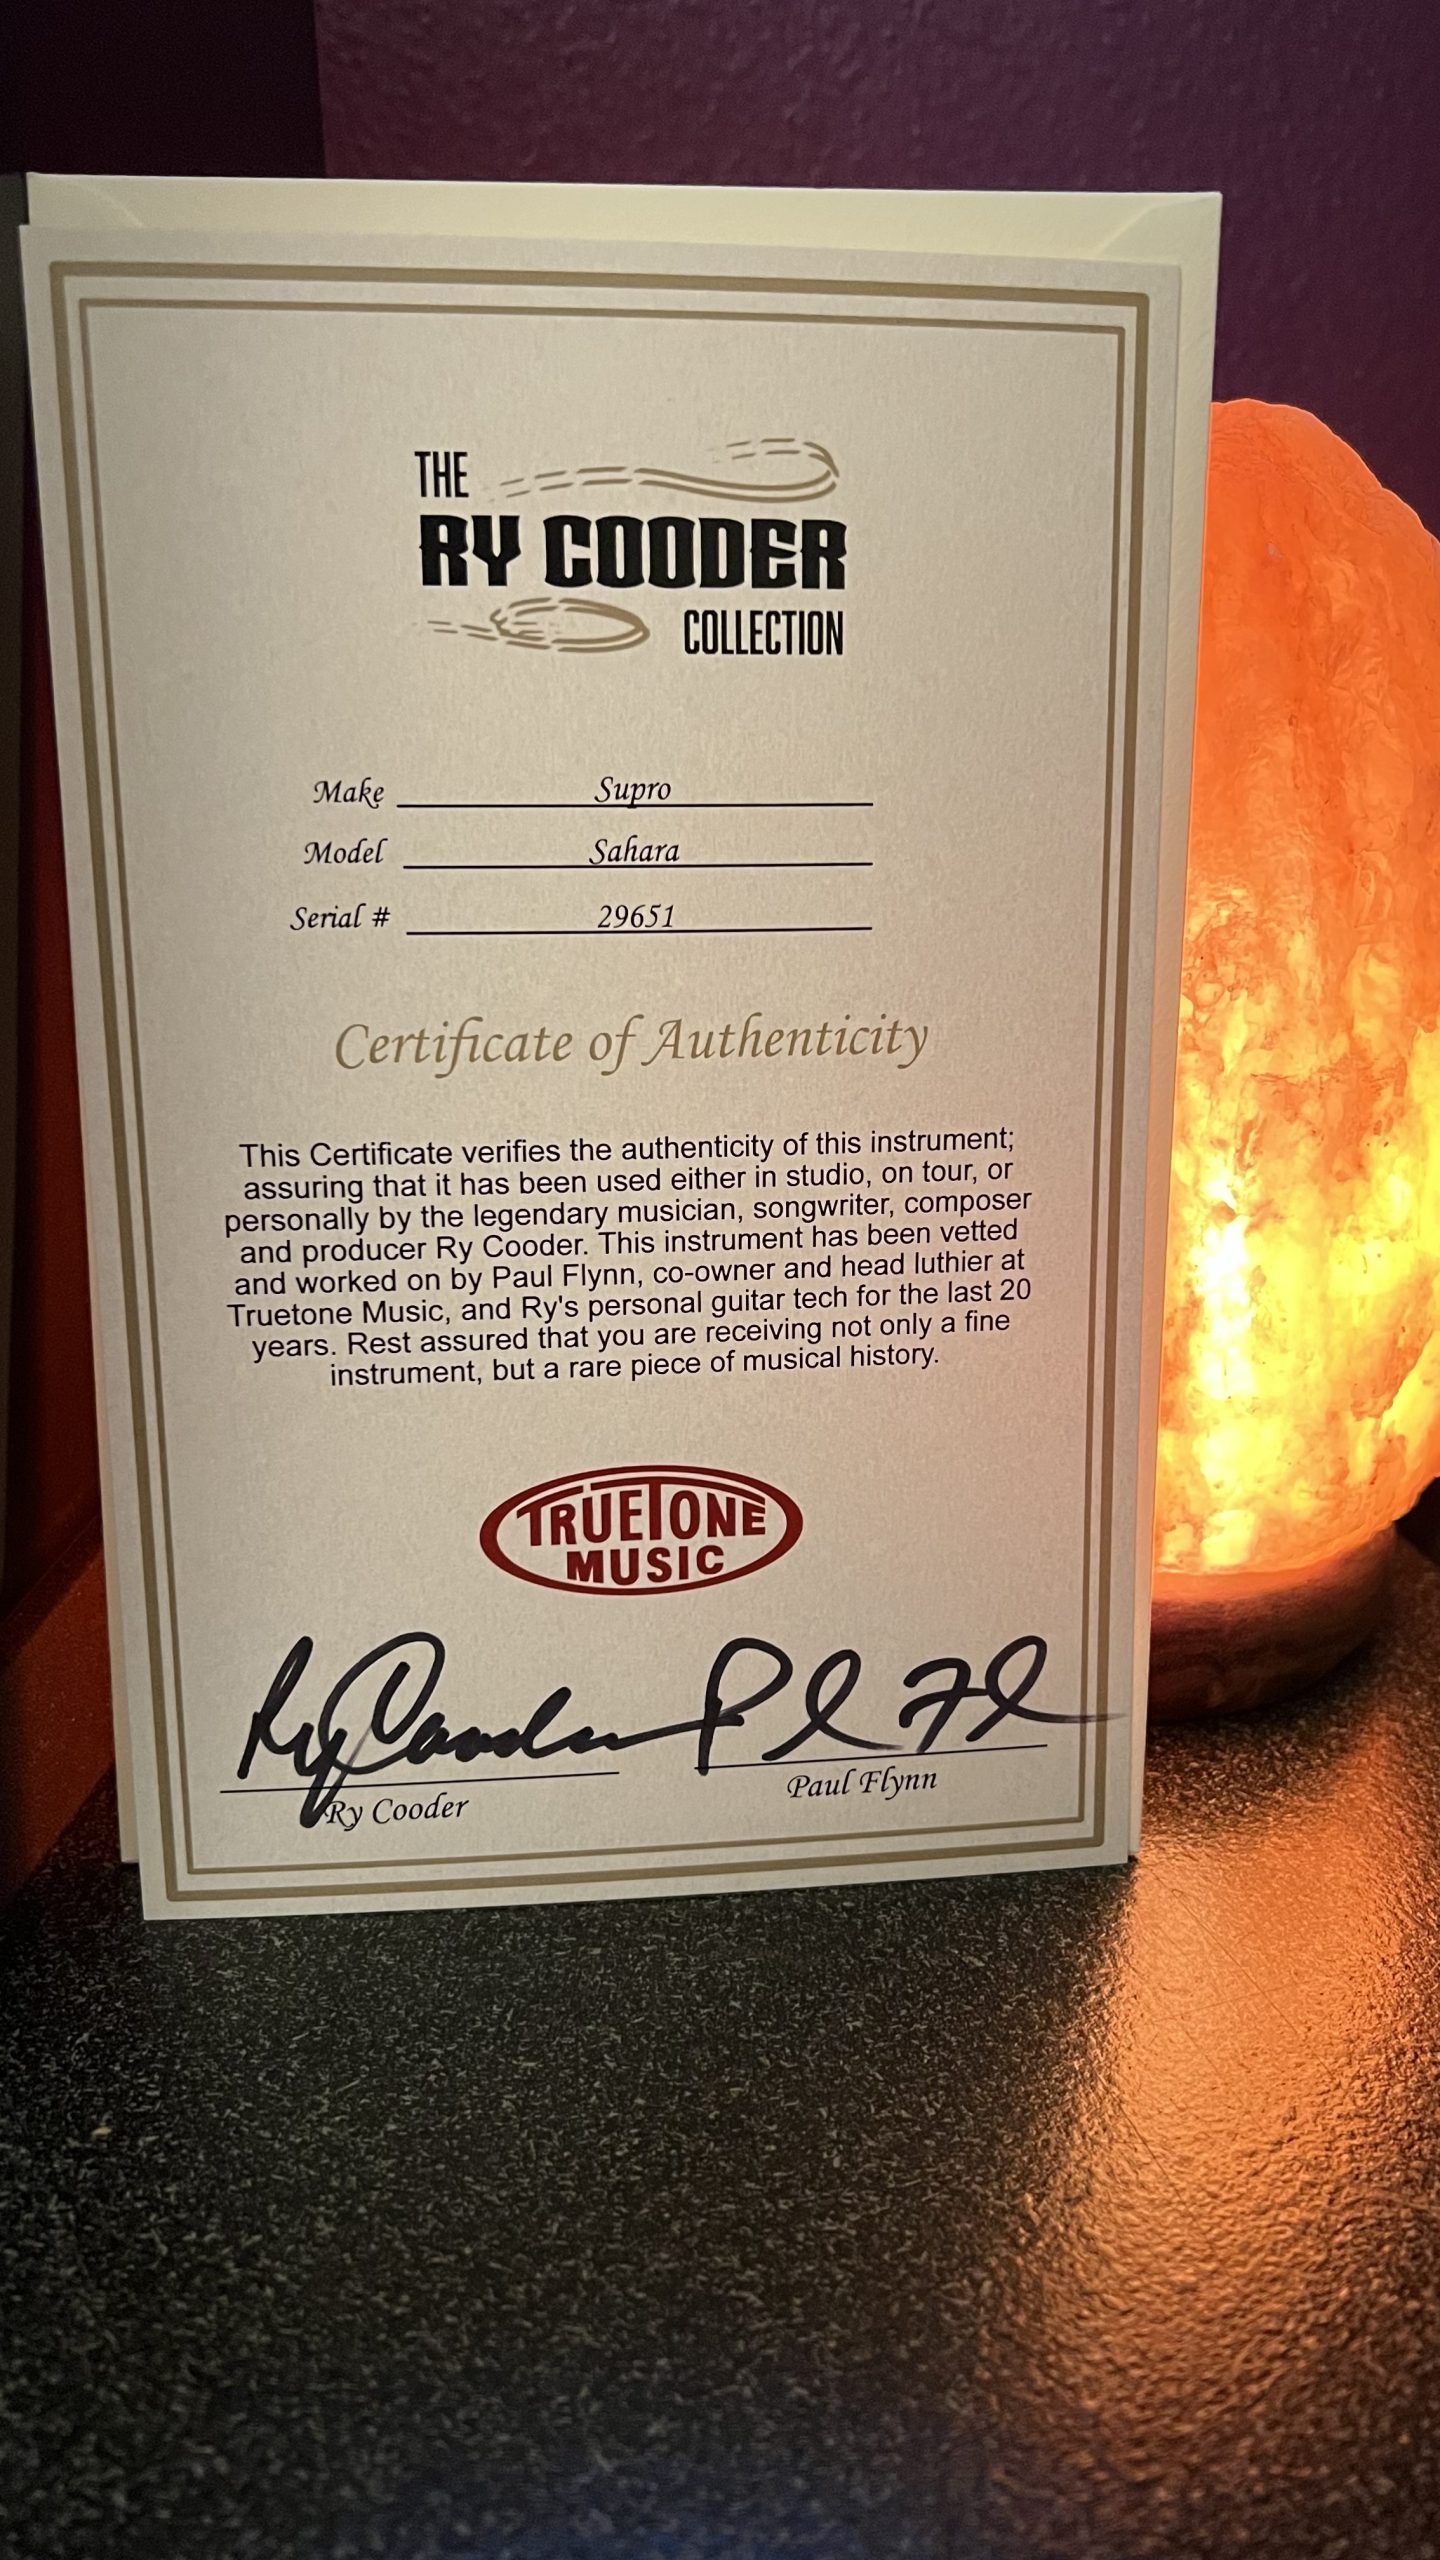 THE
RY COODER
COLLECTION
Make Supro
Model Sahara
Serial # 29651
Certificate of Authenticity
This Certificate verifies the authenticity of this instrument;
assuring that it has been used either in studio, on tour, or
personally by the legendary musician, songwriter, composer
and producer Ry Cooder. This instrument has been vetted
and worked on by Paul Flynn, co-owner and head luthier at
Truetone Music, and Ry's personal guitar tech for the last 20
years. Rest assured that you are receiving not only a fine
instrument, but a rare piece of musical history.
TRUETONE
MUSIC
Ry Cooder
Ry Cooder Paul Flynn